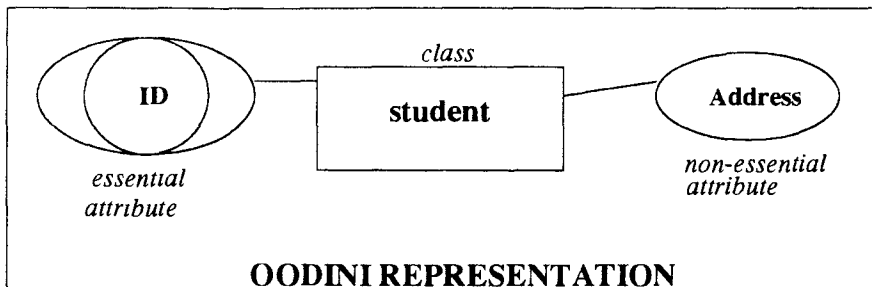 class
ID
student
Address
essential
attribute
non-essential
attribute
OODINI REPRESENTATION